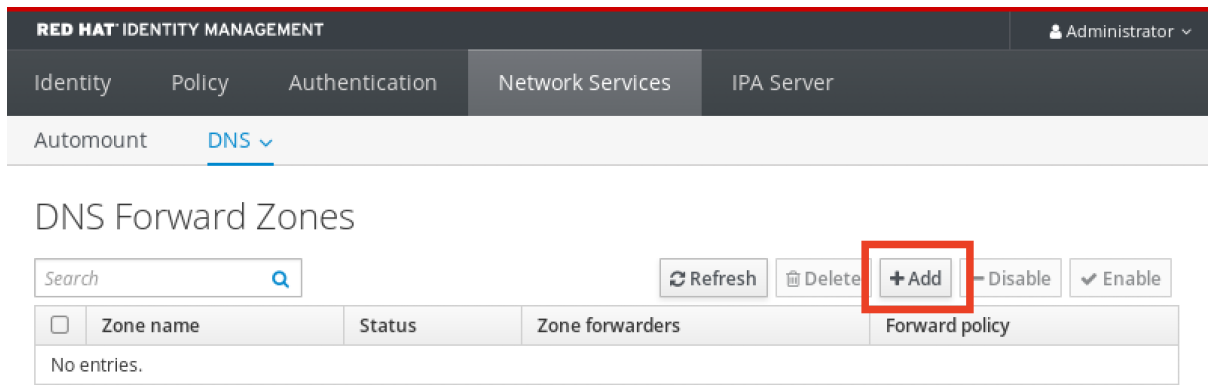 RED HAT® IDENTITY MANAGEMENT Administrator
Identity Policy Authentication Network Services IPA Server
Automount DNS
DNS Forward Zones
Search Refresh Delete + Add - Disable Enable
Zone name Status Zone forwarders Forward policy
No entries.